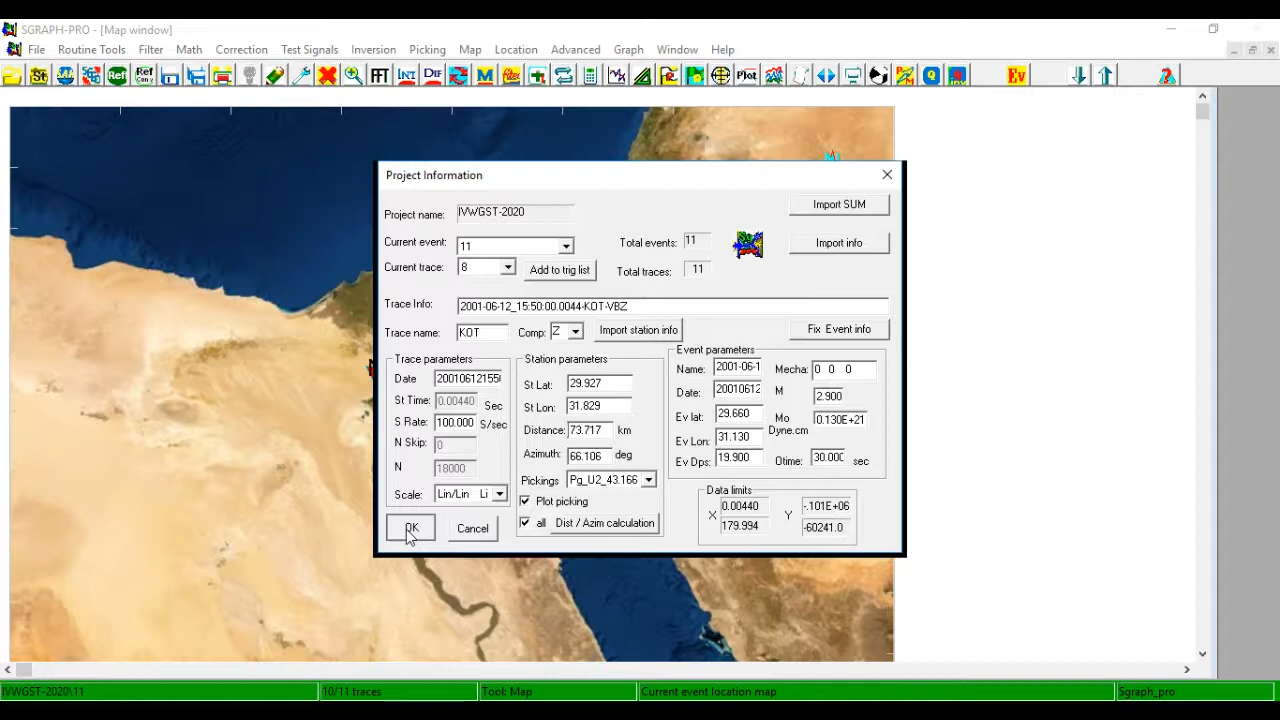 SGRAPH-PRO - [Map window]
File Routine Tools Filter Math Correction Test Signals Inversion Picking Map Location Advanced Graph Window Help
St Ref Ref FFT INT DIF M Plot Q Ev
Project Information
Project name: IVWGST-2020 Import SUM
Current event: 11 Total events: 11 Import info
Current trace: 8 Add to trig list Total traces: 11
Trace Info: 2001-06-12_15:50:00.0044-KOT-VBZ
Trace name: KOT Comp: Z Import station info Fix Event info
Trace parameters Station parameters Event parameters
Date 2001061215 St Lat: 29.927 Name: 2001-06-1 Mecha: 0 0 0
St Time: 0.00440 Sec St Lon: 31.829 Date: 20010612 M 2.900
S Rate: 100.000 S/sec Distance: 73.717 km Ev lat: 29.660 Mo 0.130E+21
Dyne.cm
N Skip: 0 Azimuth: 66.106 deg Ev Lon: 31.130
N 18000 Pickings Pg_U2_43.166 Ev Dps: 19.900 Otime: 30.00 sec
Scale: Lin/Lin Li Plot picking Data limits
OK Cancel all Dist / Azim calculation X 0.00440 Y -.101E+06
179.994 -60241.0
IVWGST-2020\11 10/11 traces Tool: Map Current event location map Sgraph_pro